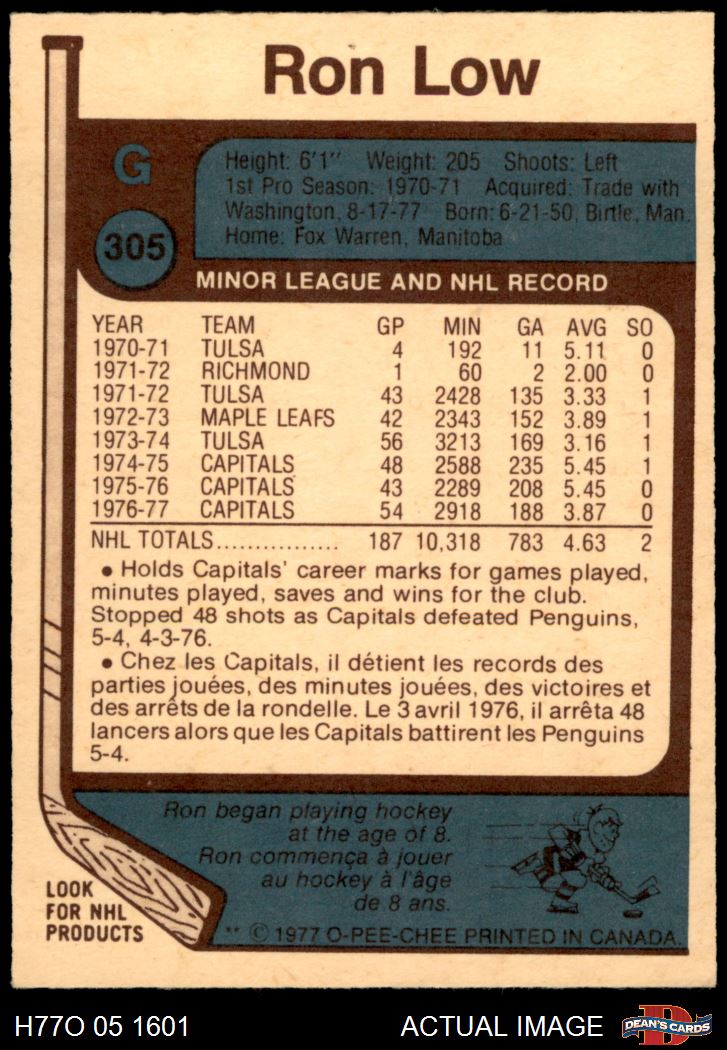 Ron Low
G
305
Height: 6'1" Weight: 205 Shoots: Left
1st Pro Season: 1970-71 Acquired: Trade with
Washington, 8-17-77 Born: 6-21-50, Birtle, Man.
Home: Fox Warren, Manitoba
MINOR LEAGUE AND NHL RECORD
YEAR TEAM GP MIN GA AVG SO
1970-71 TULSA 4 192 11 5.11 0
1971-72 RICHMOND 1 60 2 2.00 0
1971-72 TULSA 43 2428 135 3.33 1
1972-73 MAPLE LEAFS 42 2343 152 3.89 1
1973-74 TULSA 56 3213 169 3.16 1
1974-75 CAPITALS 48 2588 235 5.45 1
1975-76 CAPITALS 43 2289 208 5.45 0
1976-77 CAPITALS 54 2918 188 3.87 0
NHL TOTALS................ 187 10,318 783 4.63 2
• Holds Capitals' career marks for games played,
minutes played, saves and wins for the club.
Stopped 48 shots as Capitals defeated Penguins,
5-4, 4-3-76.
• Chez les Capitals, il détient les records des
parties jouées, des minutes jouées, des victoires et
des arrêts de la rondelle. Le 3 avril 1976, il arrêta 48
lancers alors que les Capitals battirent les Penguins
5-4.
Ron began playing hockey
at the age of 8.
Ron commença à jouer
au hockey à l'âge
de 8 ans.
LOOK
FOR NHL
PRODUCTS
** © 1977 O-PEE-CHEE PRINTED IN CANADA.
H77O 05 1601
ACTUAL IMAGE
D
DEAN'S CARDS